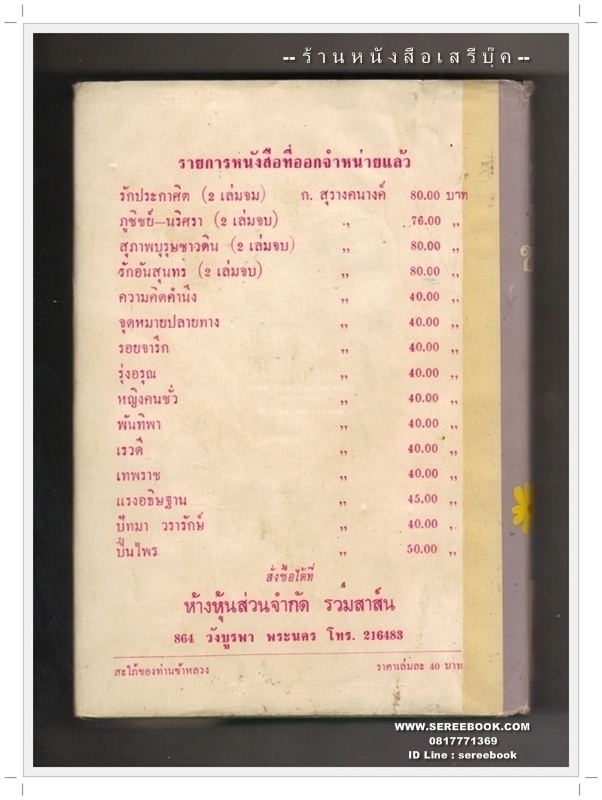 -- ร้านหนังสือเสรีบุ๊ค --
รายการหนังสือที่ออกจำหน่ายแล้ว
รักประกาศิต (2 เล่มจบ) ก. สุรางคนางค์ 80.00 บาท
ภูชิชย์—นริศรา (2 เล่มจบ) ,, 76.00 ,,
สุภาพบุรุษชาวดิน (2 เล่มจบ) ,, 80.00 ,,
รักอันสุนทร (2 เล่มจบ) ,, 80.00 ,,
ความคิดคำนึง ,, 40.00 ,,
จุดหมายปลายทาง ,, 40.00 ,,
รอยจารึก ,, 40.00 ,,
รุ่งอรุณ ,, 40.00 ,,
หญิงคนชั่ว ,, 40.00 ,,
พันทิพา ,, 40.00 ,,
เรวดี ,, 40.00 ,,
เทพราช ,, 40.00 ,,
แรงอธิษฐาน ,, 45.00 ,,
ปัทมา วรารักษ์ ,, 40.00 ,,
ปิ่นไพร ,, 50.00 ,,
สั่งซื้อได้ที่
ห้างหุ้นส่วนจำกัด รวมสาส์น
864 วังบูรพา พระนคร โทร. 216483
สะใภ้ของท่านข้าหลวง ราคาเล่มละ 40 บาท
WWW.SEREEBOOK.COM
0817771369
ID Line : sereebook